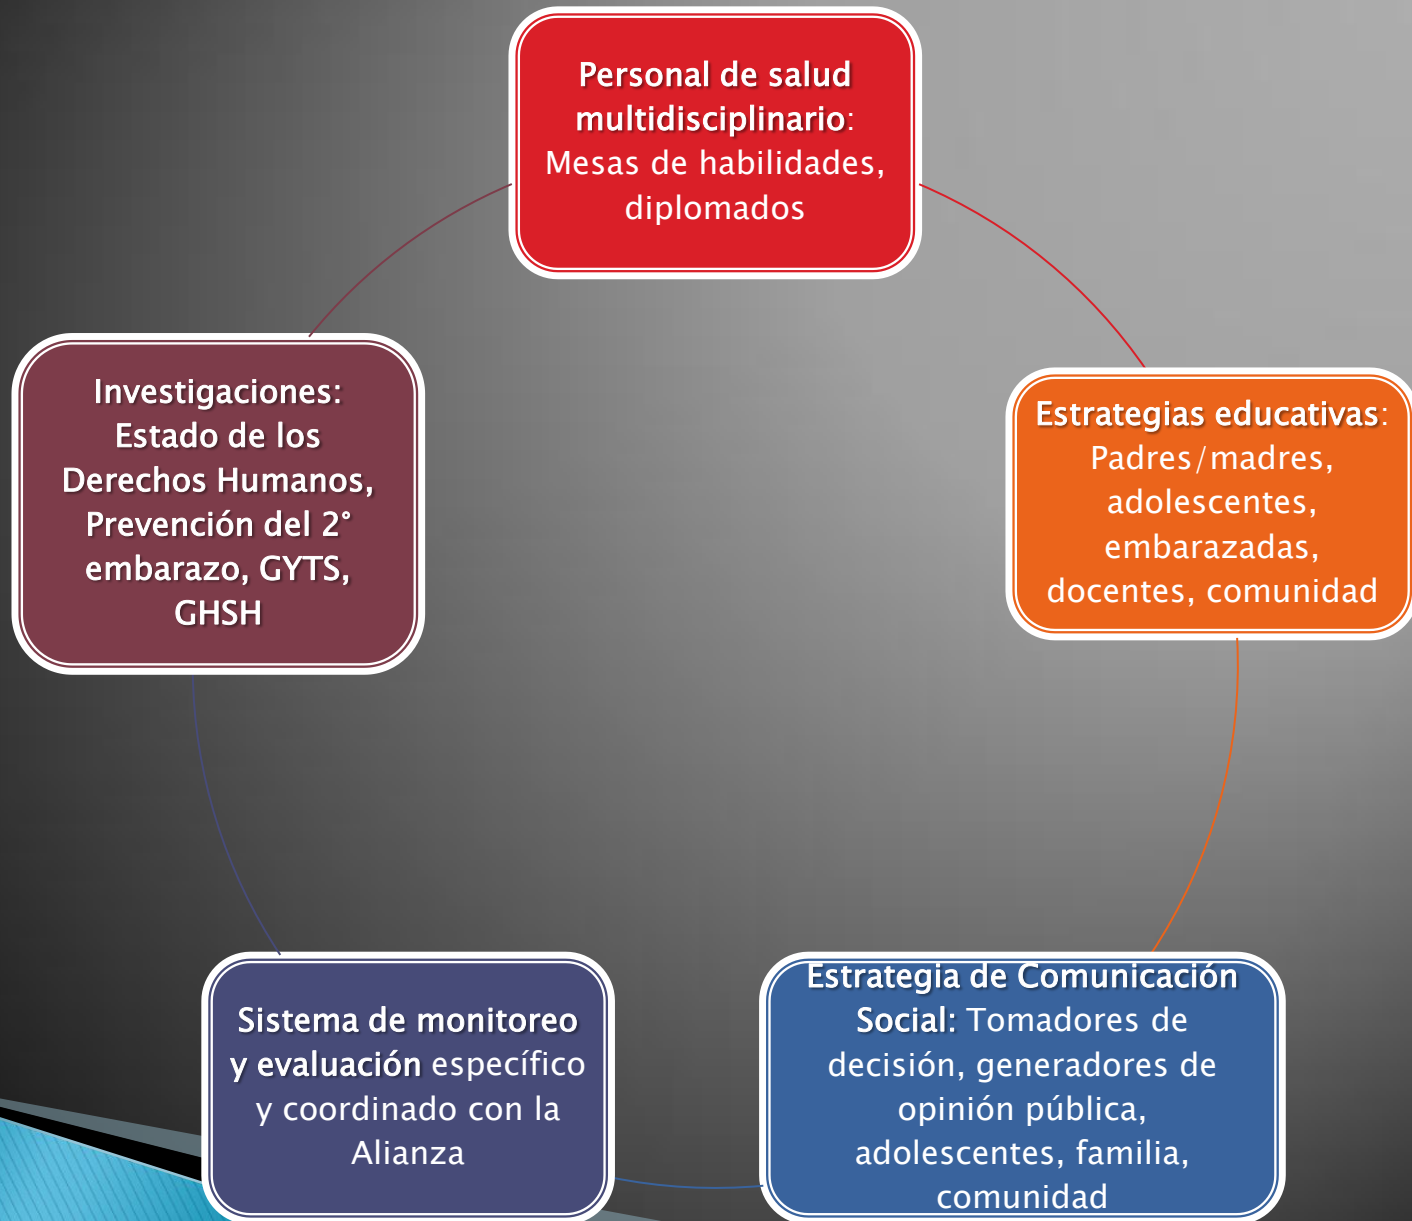 Personal de salud
multidisciplinario:
Mesas de habilidades,
diplomados
Estrategias educativas:
Padres/madres,
adolescentes,
embarazadas,
docentes, comunidad
Estrategia de Comunicación
Social: Tomadores de
decisión, generadores de
opinión pública,
adolescentes, familia,
comunidad
Sistema de monitoreo
y evaluación específico
y coordinado con la
Alianza
Investigaciones:
Estado de los
Derechos Humanos,
Prevención del 2°
embarazo, GYTS,
GHSH